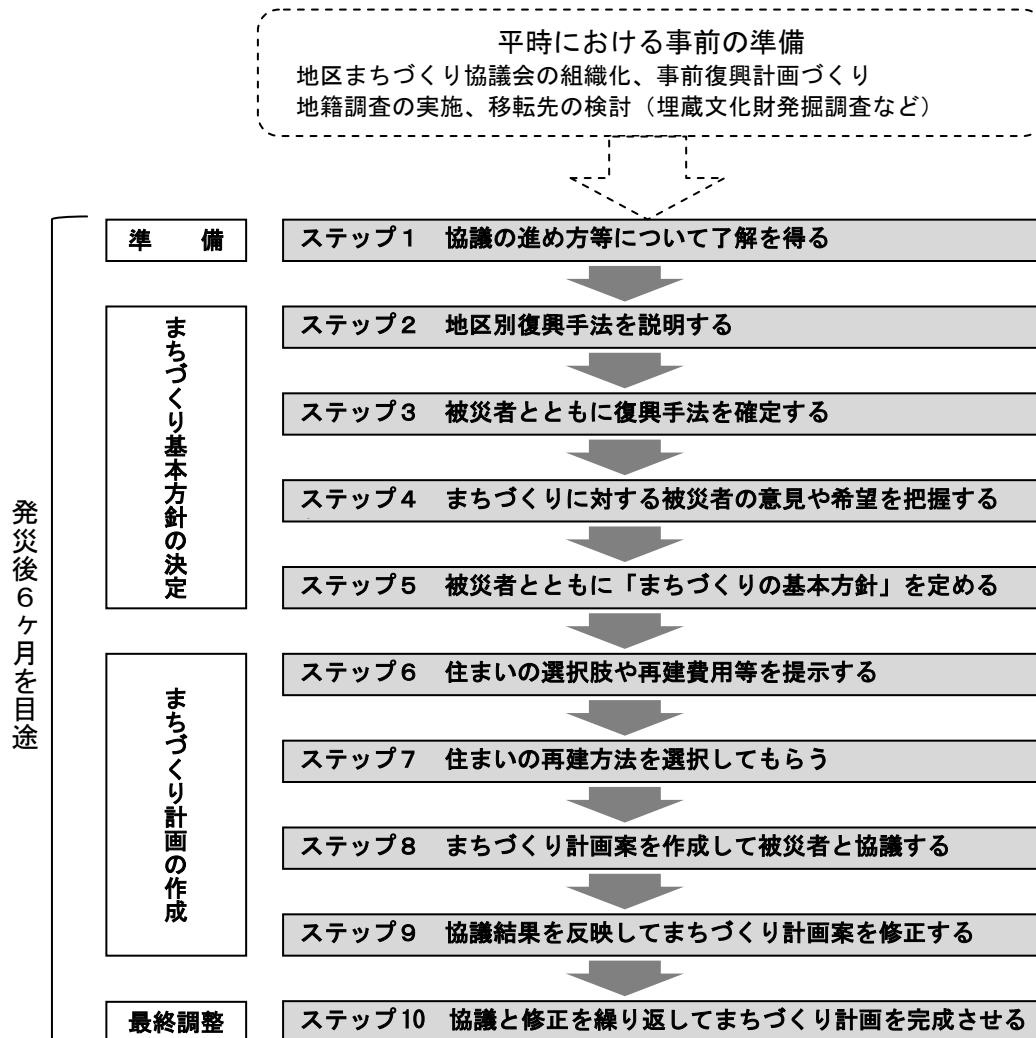 平時における事前の準備
地区まちづくり協議会の組織化、事前復興計画づくり
地籍調査の実施、移転先の検討（埋蔵文化財発掘調査など）
発災後６ヶ月を目途
準　備
ステップ１　協議の進め方等について了解を得る
まちづくり基本方針の決定
ステップ２　地区別復興手法を説明する
ステップ３　被災者とともに復興手法を確定する
ステップ４　まちづくりに対する被災者の意見や希望を把握する
ステップ５　被災者とともに「まちづくりの基本方針」を定める
まちづくり計画の作成
ステップ６　住まいの選択肢や再建費用等を提示する
ステップ７　住まいの再建方法を選択してもらう
ステップ８　まちづくり計画案を作成して被災者と協議する
ステップ９　協議結果を反映してまちづくり計画案を修正する
最終調整
ステップ10　協議と修正を繰り返してまちづくり計画を完成させる